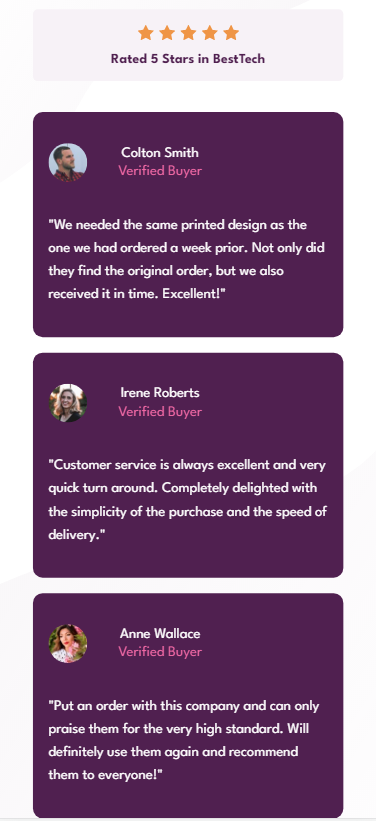 Rated 5 Stars in BestTech
Colton Smith
Verified Buyer
"We needed the same printed design as the
one we had ordered a week prior. Not only did
they find the original order, but we also
received it in time. Excellent!"
Irene Roberts
Verified Buyer
"Customer service is always excellent and very
quick turn around. Completely delighted with
the simplicity of the purchase and the speed of
delivery."
Anne Wallace
Verified Buyer
"Put an order with this company and can only
praise them for the very high standard. Will
definitely use them again and recommend
them to everyone!"